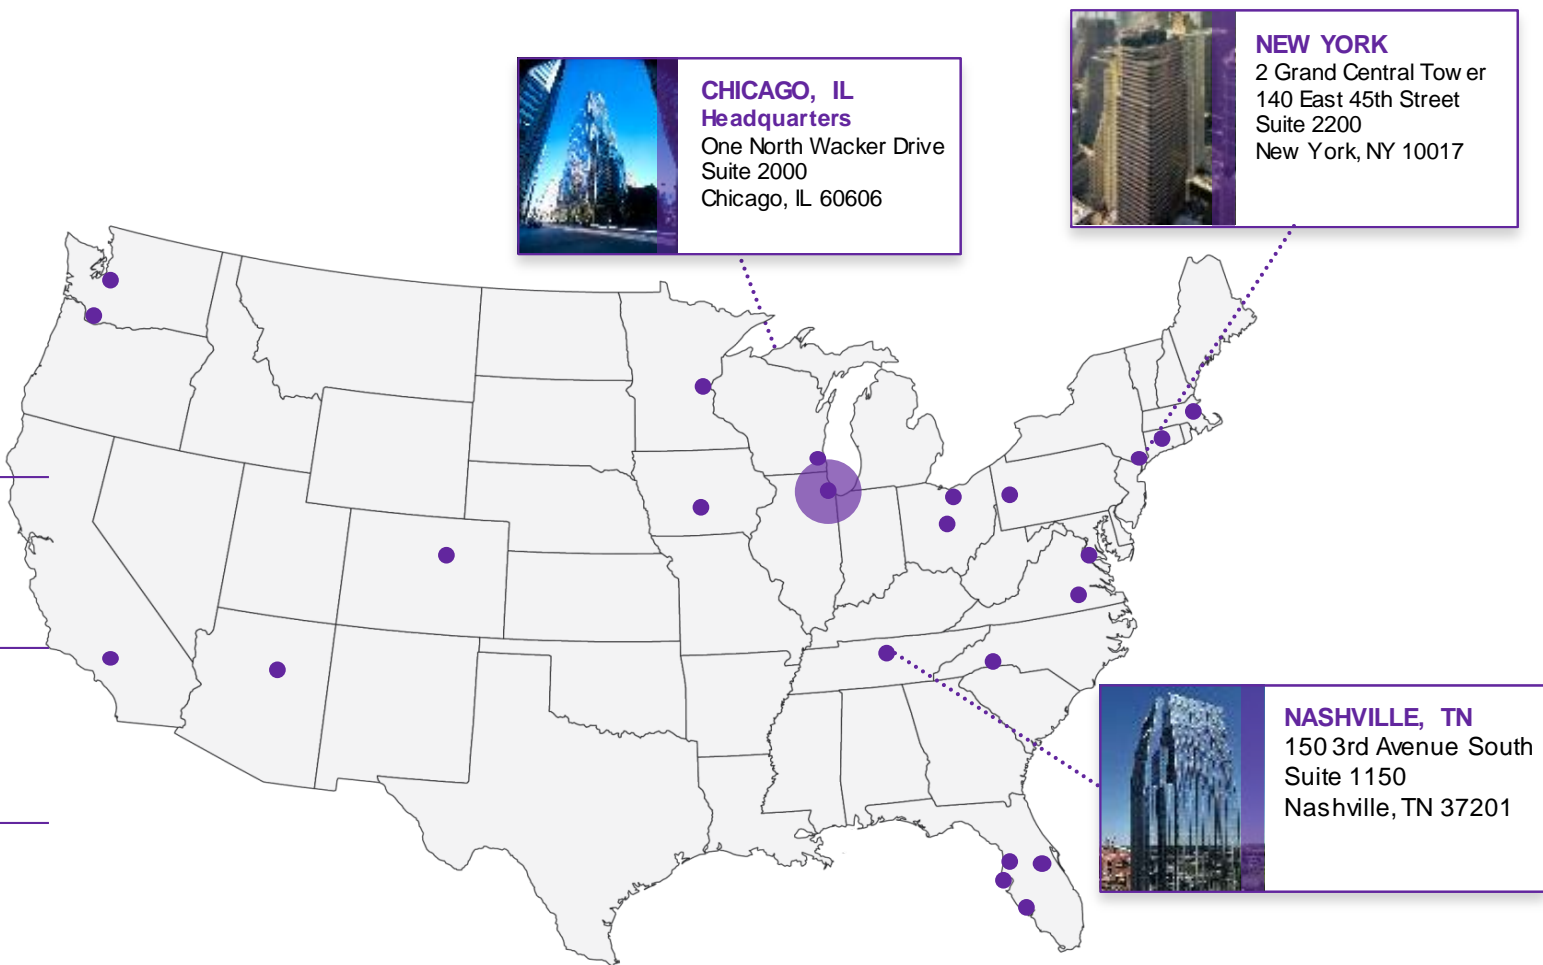 CHICAGO, IL
Headquarters
One North Wacker Drive
Suite 2000
Chicago, IL 60606
NEW YORK
2 Grand Central Tower
140 East 45th Street
Suite 2200
New York, NY 10017
NASHVILLE, TN
150 3rd Avenue South
Suite 1150
Nashville, TN 37201